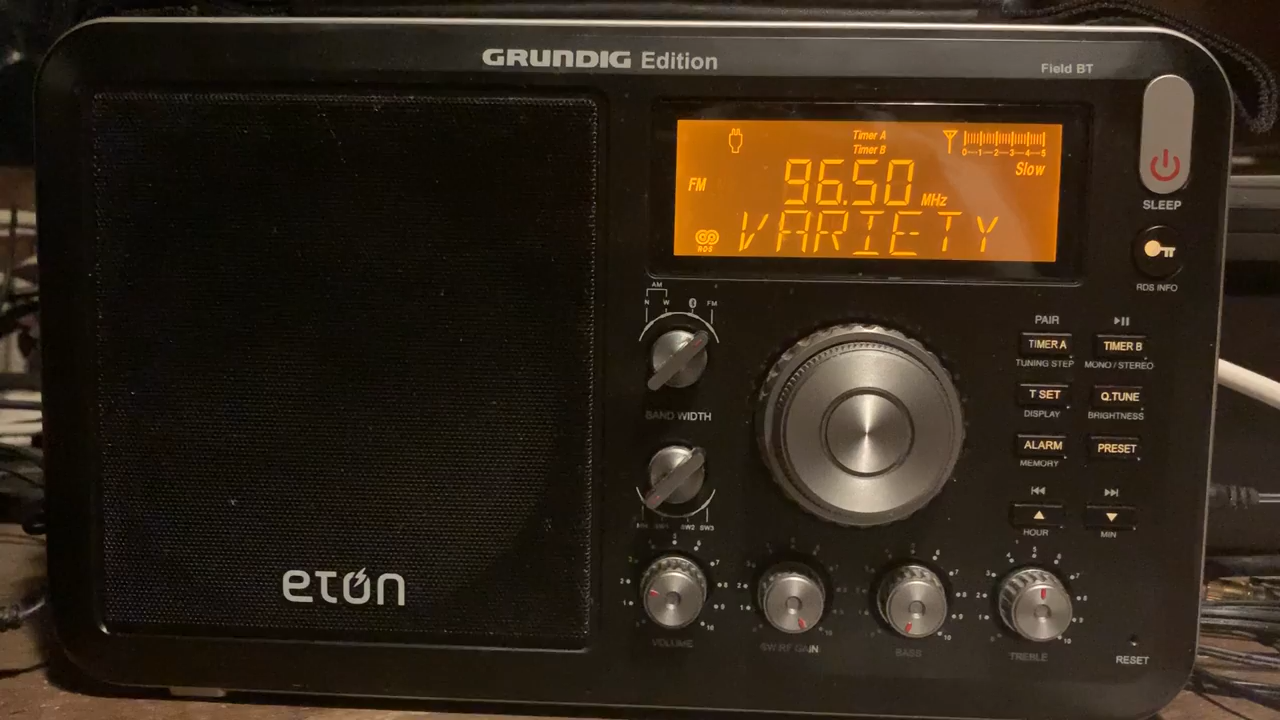 GRUNDIG Edition
Field BT
Timer A
Timer B
0-1-2-3-4-5
Slow
FM
96.50 MHz
RDS
VARIETY
SLEEP
RDS INFO
AM
N W FM
BAND WIDTH
PAIR
TIMER A
TIMER B
TUNING STEP
MONO / STEREO
T SET
Q.TUNE
DISPLAY
BRIGHTNESS
ALARM
PRESET
MEMORY
HOUR
MIN
SW2 SW3
VOLUME
SW RF GAIN
BASS
TREBLE
RESET
etón